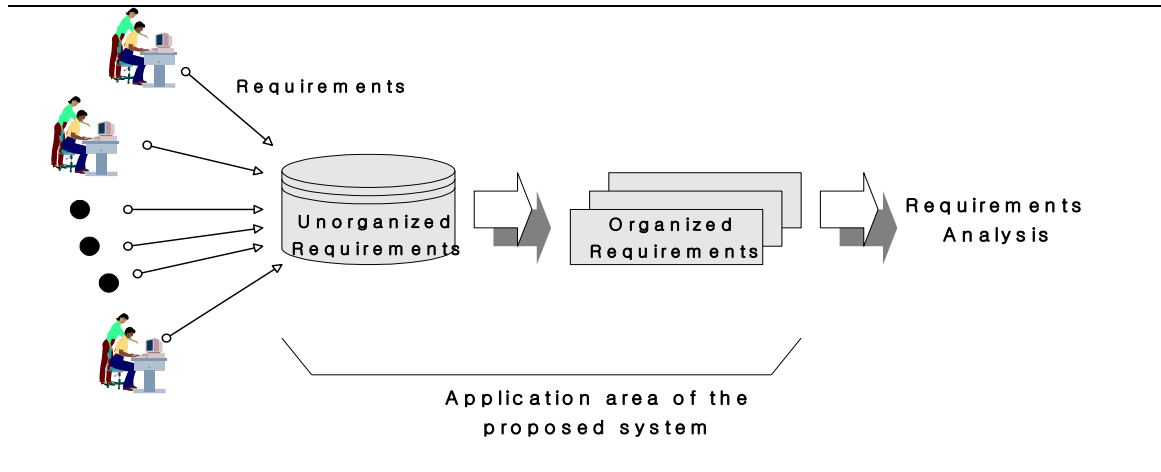 Requirements
Unorganized
Requirements
Organized
Requirements
Requirements
Analysis
Application area of the
proposed system